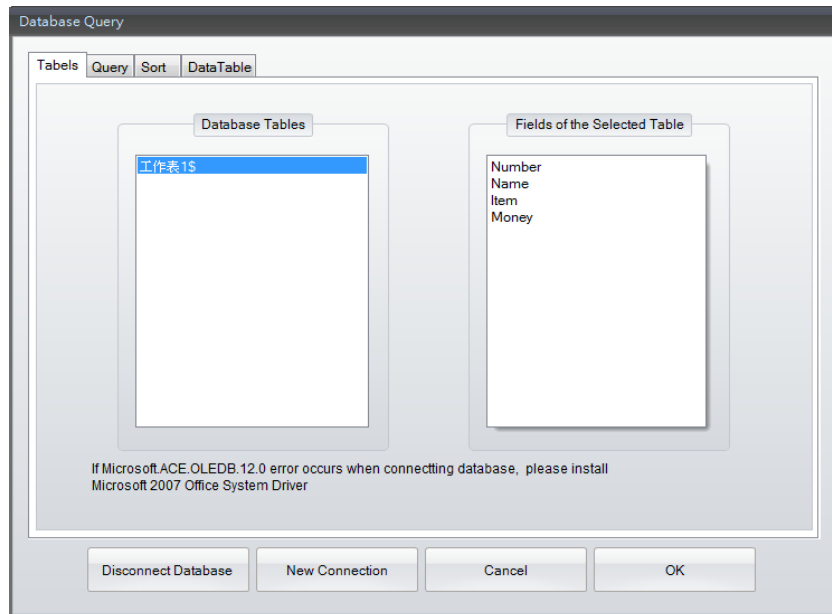 Database Query
Tabels Query Sort DataTable
Database Tables
工作表1$
Fields of the Selected Table
Number
Name
Item
Money
If Microsoft.ACE.OLEDB.12.0 error occurs when connectting database, please install
Microsoft 2007 Office System Driver
Disconnect Database New Connection Cancel OK